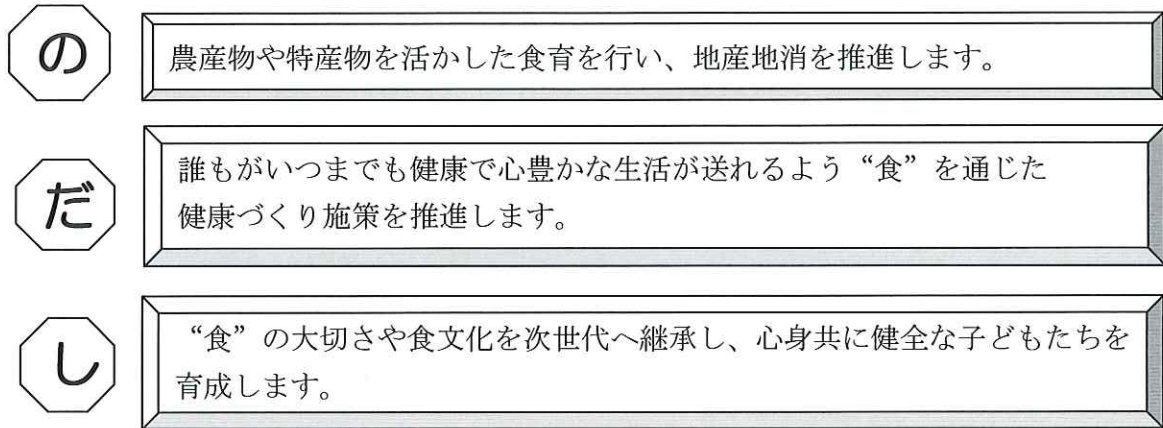 の
農産物や特産物を活かした食育を行い、地産地消を推進します。
だ
誰もがいつまでも健康で心豊かな生活が送れるよう“食”を通じた
健康づくり施策を推進します。
し
“食”の大切さや食文化を次世代へ継承し、心身共に健全な子どもたちを
育成します。